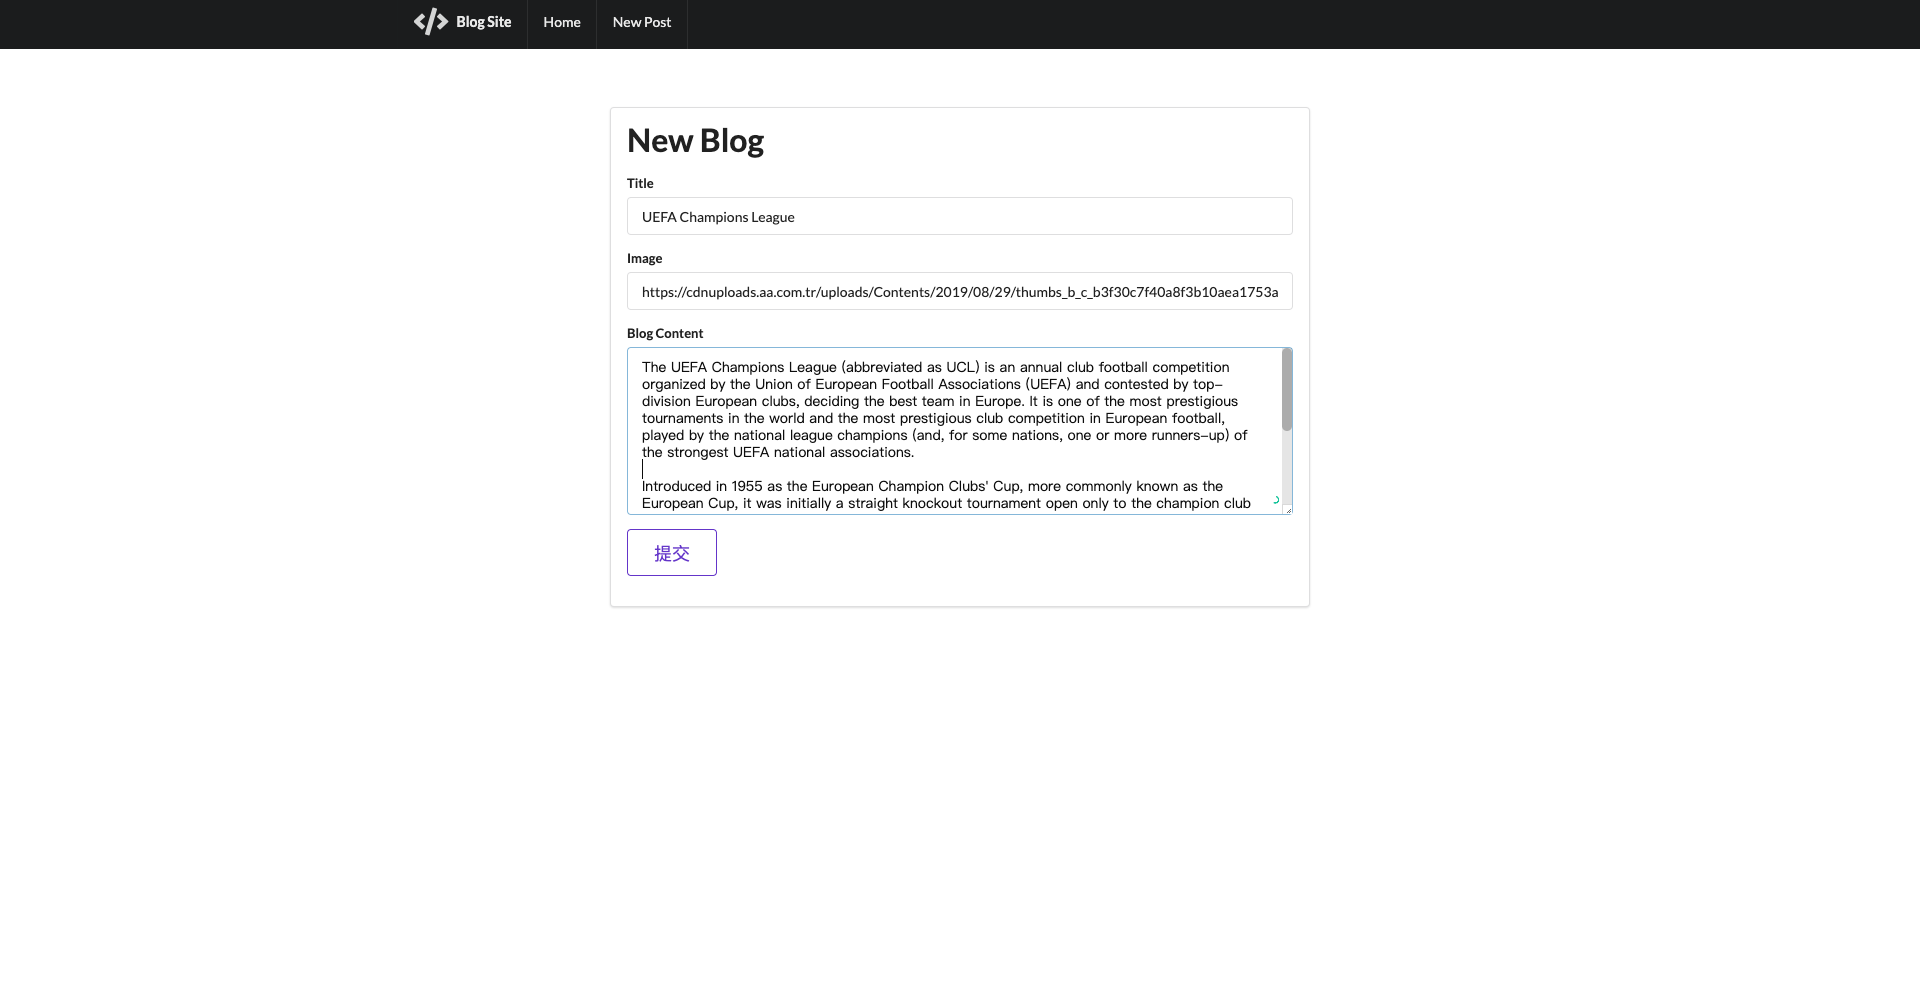 Blog Site
Home
New Post
New Blog
Title
UEFA Champions League
Image
https://cdnuploads.aa.com.tr/uploads/Contents/2019/08/29/thumbs_b_c_b3f30c7f40a8f3b10aea1753a
Blog Content
The UEFA Champions League (abbreviated as UCL) is an annual club football competition
organized by the Union of European Football Associations (UEFA) and contested by top-
division European clubs, deciding the best team in Europe. It is one of the most prestigious
tournaments in the world and the most prestigious club competition in European football,
played by the national league champions (and, for some nations, one or more runners-up) of
the strongest UEFA national associations.
Introduced in 1955 as the European Champion Clubs' Cup, more commonly known as the
European Cup, it was initially a straight knockout tournament open only to the champion club
提交